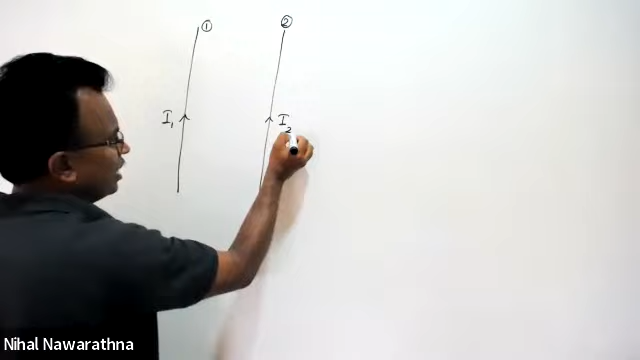 ① ②
I₁ I₂
Nihal Nawarathna